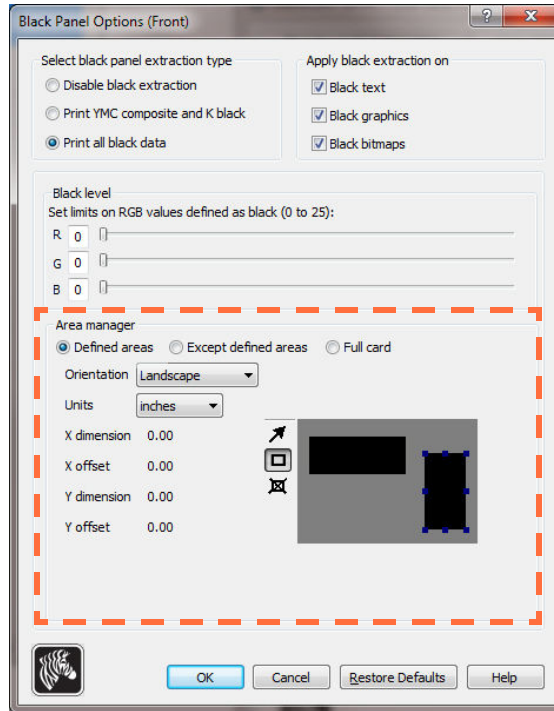 Black Panel Options (Front)
Select black panel extraction type
Disable black extraction
Print YMC composite and K black
Print all black data
Apply black extraction on
Black text
Black graphics
Black bitmaps
Black level
Set limits on RGB values defined as black (0 to 25):
R 0
G 0
B 0
Area manager
Defined areas Except defined areas Full card
Orientation Landscape
Units inches
X dimension 0.00
X offset 0.00
Y dimension 0.00
Y offset 0.00
OK Cancel Restore Defaults Help